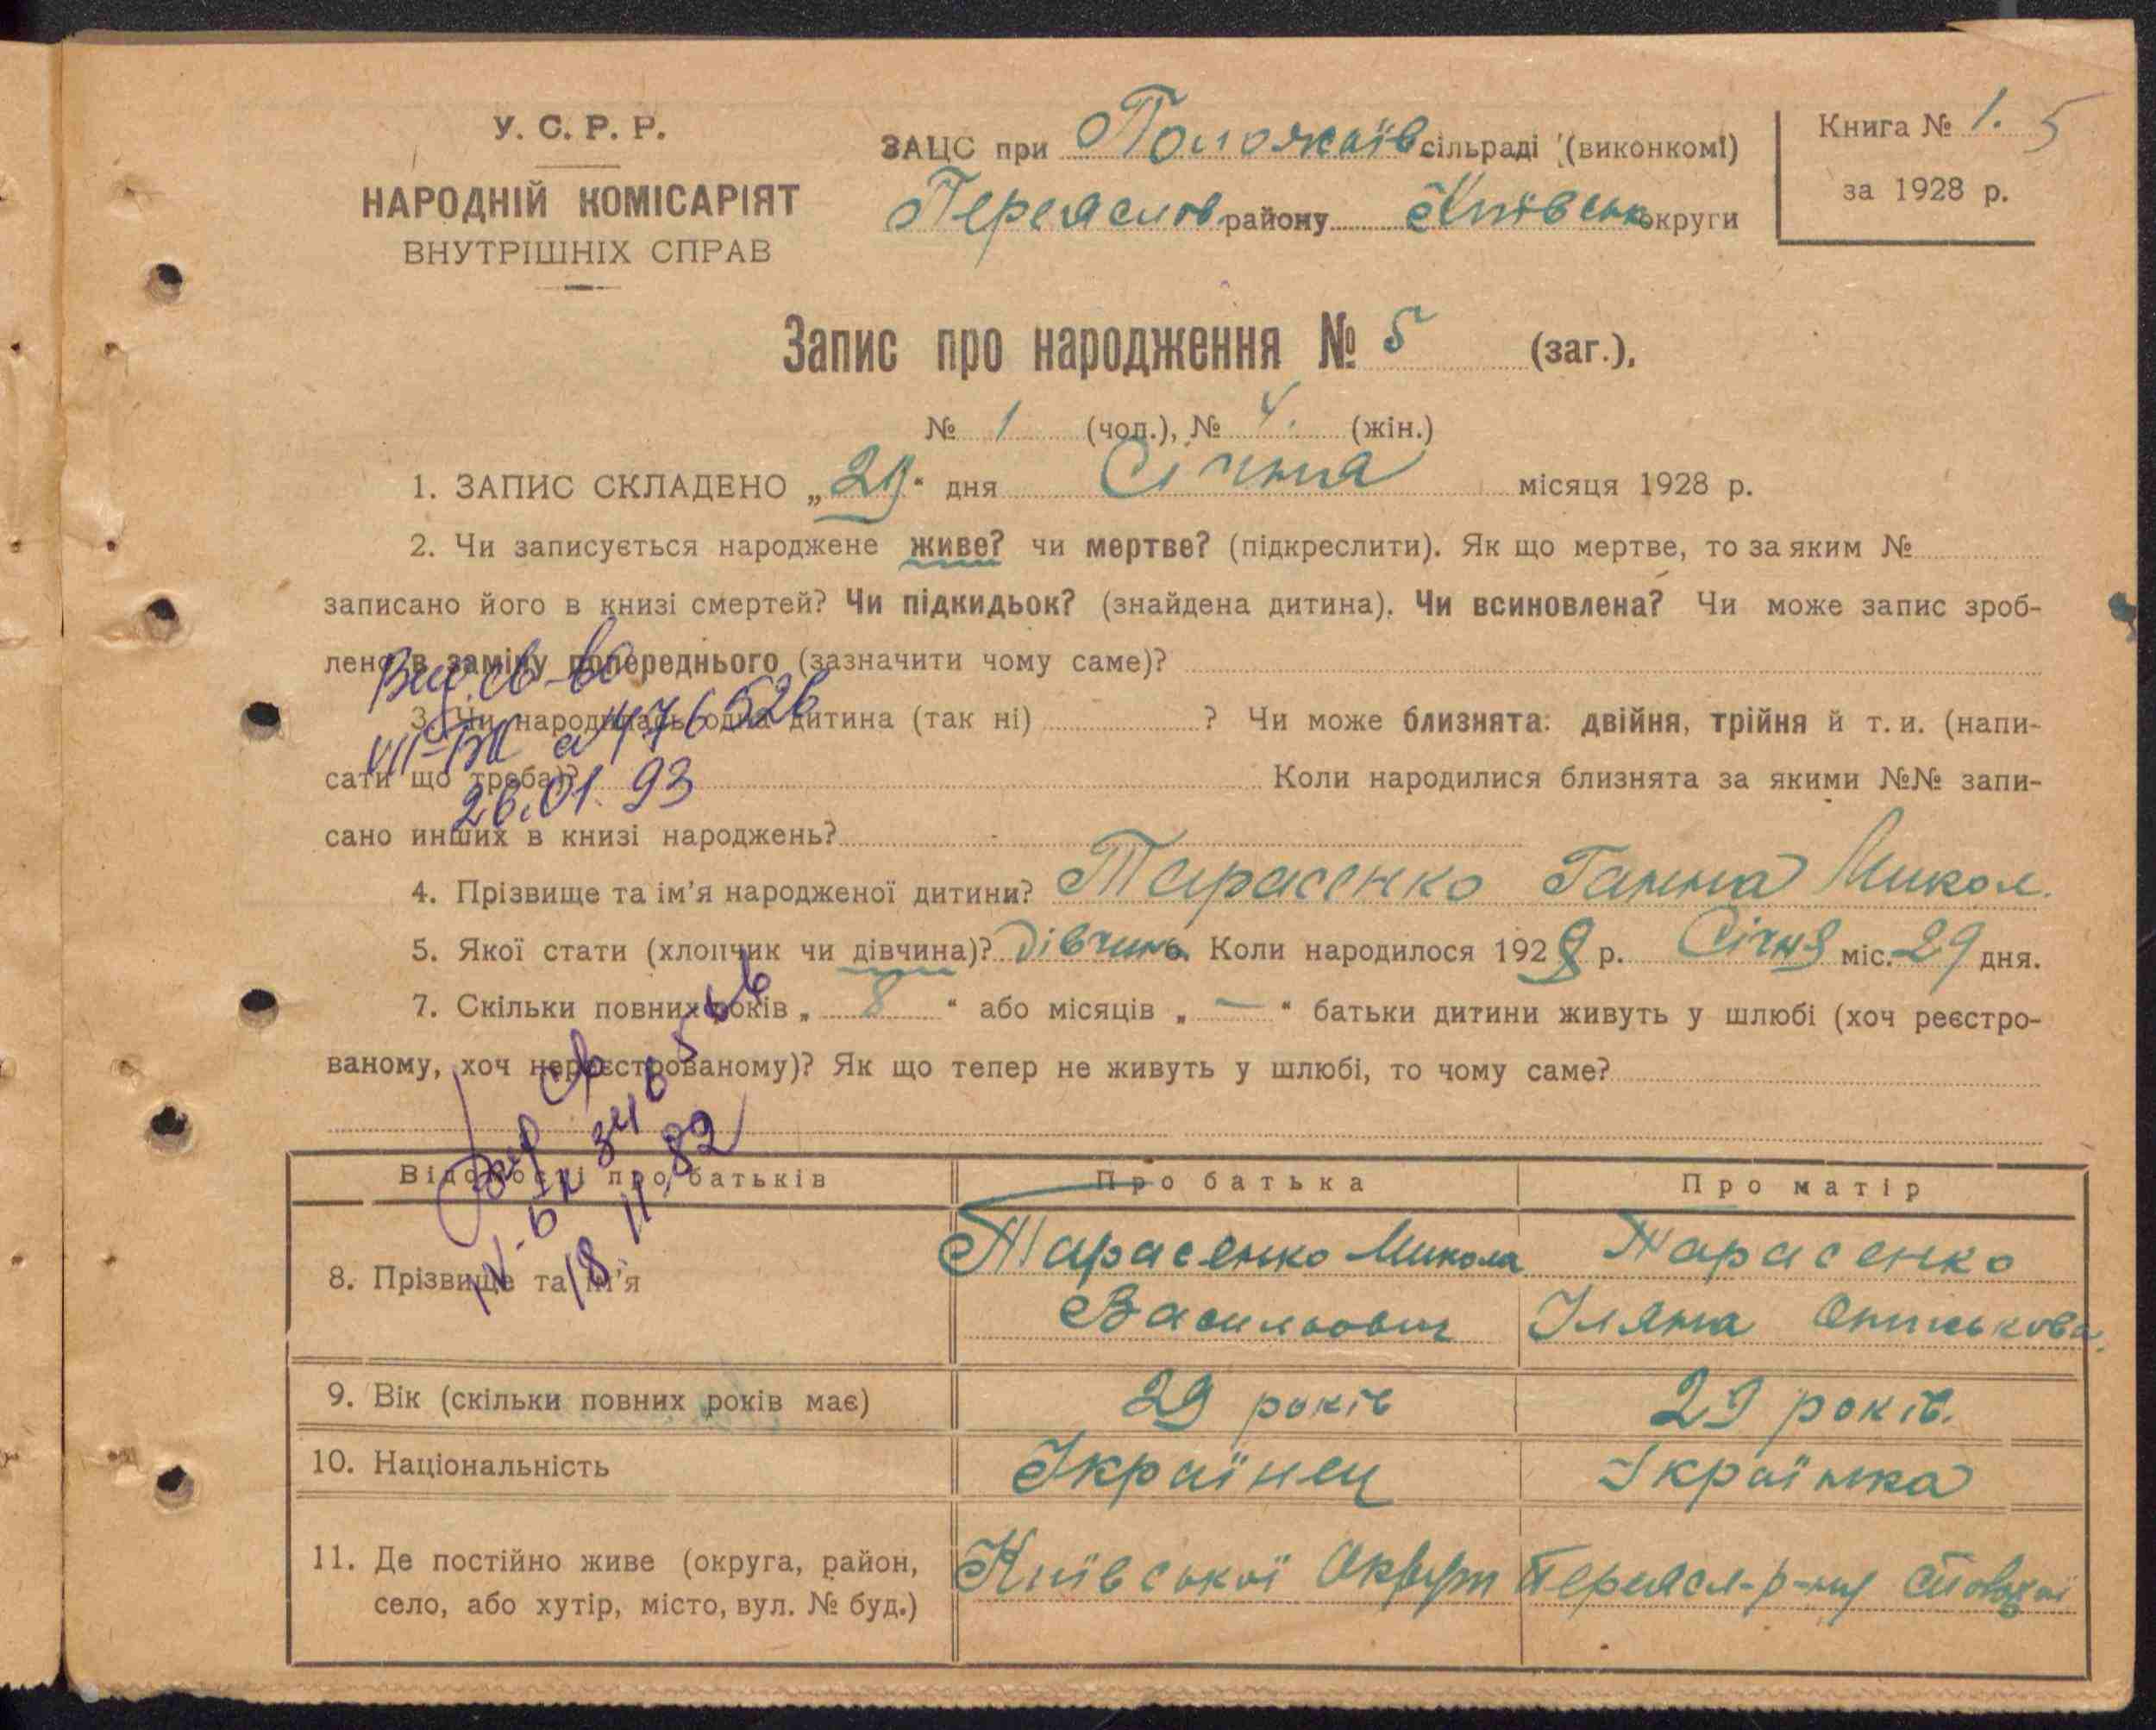 У. С. Р. Р.
НАРОДНІЙ КОМІСАРІЯТ
ВНУТРІШНІХ СПРАВ
ЗАЦС при Положаїв сільраді (виконкомі)
Переяслов району Київськ округи
Книга № 1. 5
за 1928 р.
Запис про народження № 5 (заг.),
№ 1 (чол.), № 4. (жін.)
1. ЗАПИС СКЛАДЕНО „29“ дня Січния місяця 1928 р.
2. Чи записується народжене живе? чи мертве? (підкреслити). Як що мертве, то за яким №
записано його в книзі смертей? Чи підкидьок? (знайдена дитина). Чи всиновлена? Чи може запис зроб-
лено в заміну попереднього (зазначити чому саме)?
Вид. св-во
3. Чи народилась одна дитина (так ні) ? Чи може близнята: двійня, трійня й т. и. (напи-
476526
сати що треба)? Коли народилися близнята за якими №№ запи-
26.01.93
сано инших в книзі народжень?
4. Прізвище та ім’я народженої дитини? Тарасенко Ганна Микол.
5. Якої стати (хлопчик чи дівчина)? Дівчина Коли народилося 1928 р. Січня міс. 29 дня.
7. Скільки повних років „ 8 “ або місяців „ — “ батьки дитини живуть у шлюбі (хоч реєстро-
ваному, хоч нереєстрованому)? Як що тепер не живуть у шлюбі, то чому саме?
18. 11. 82
Відомості про батьків Про батька Про матір
8. Прізвище та ім’я Тарасенко Микола Тарасенко
Васильович Уляна
9. Вік (скільки повних років має) 29 років 29 років.
10. Національність Українец Українка
11. Де постійно живе (округа, район, Київської Округи Переясл-р-ну
село, або хутір, місто, вул. № буд.)